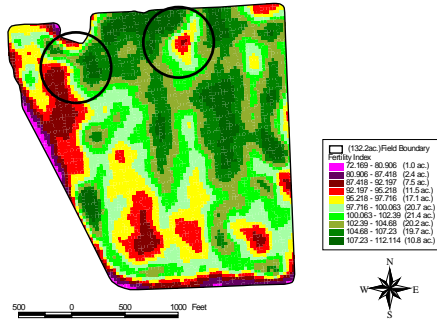 (132.2ac.) Field Boundary
Fertility Index
72.169 - 80.906 (1.0 ac.)
80.906 - 87.418 (2.4 ac.)
87.418 - 92.197 (7.5 ac.)
92.197 - 95.218 (11.5 ac.)
95.218 - 97.716 (17.1 ac.)
97.716 - 100.063 (20.7 ac.)
100.063 - 102.39 (21.4 ac.)
102.39 - 104.68 (20.2 ac.)
104.68 - 107.23 (19.7 ac.)
107.23 - 112.114 (10.8 ac.)
N
W E
S
500 0 500 1000 Feet